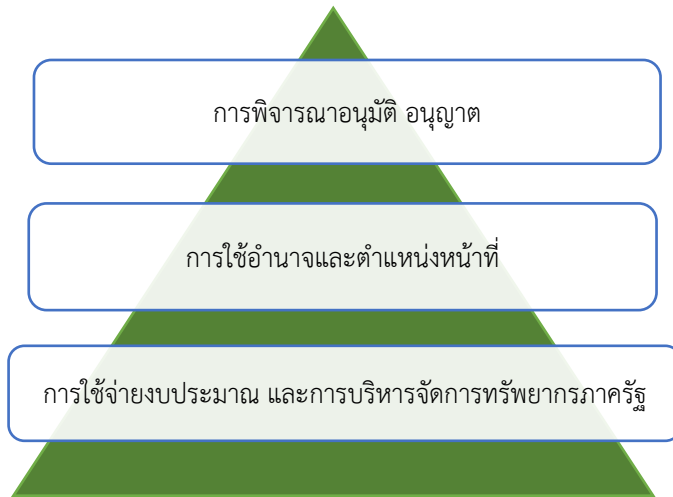 การพิจารณาอนุมัติ อนุญาต
การใช้อำนาจและตำแหน่งหน้าที่
การใช้จ่ายงบประมาณ และการบริหารจัดการทรัพยากรภาครัฐ